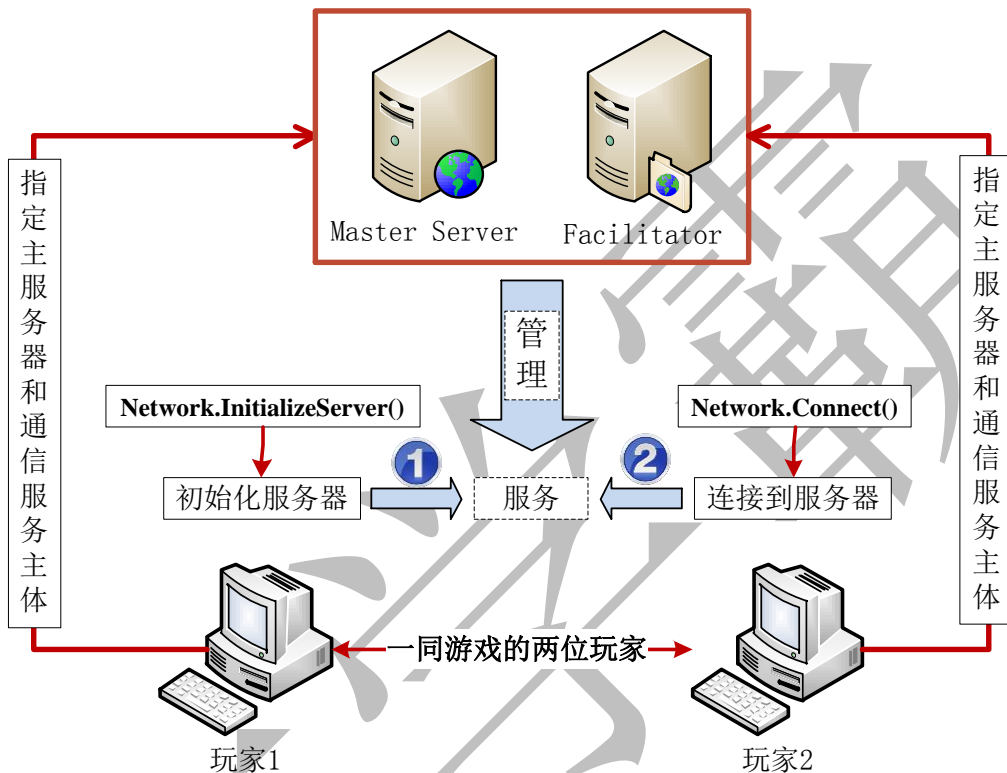 Master Server
Facilitator
指定主服务器和通信服务主体
管理
指定主服务器和通信服务主体
Network.InitializeServer()
Network.Connect()
1
2
初始化服务器
服务
连接到服务器
一同游戏的两位玩家
玩家1
玩家2